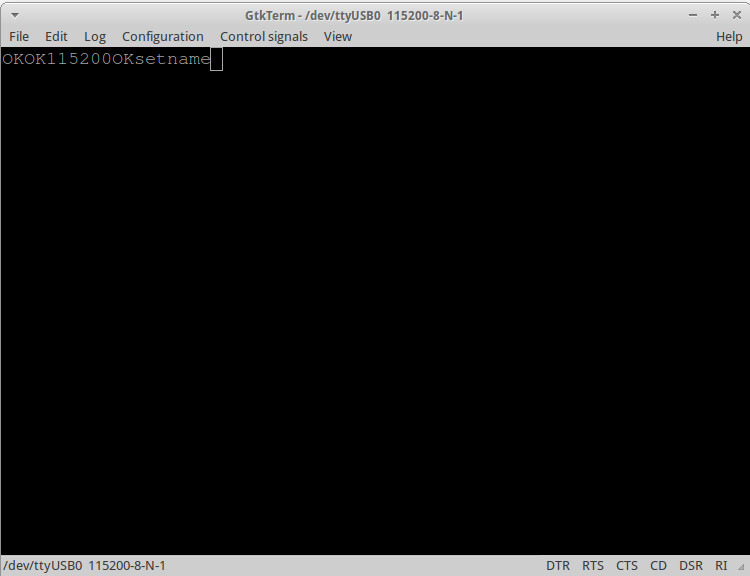 GtkTerm - /dev/ttyUSB0 115200-8-N-1
File Edit Log Configuration Control signals View Help
OKOK115200OKsetname
/dev/ttyUSB0 115200-8-N-1 DTR RTS CTS CD DSR RI